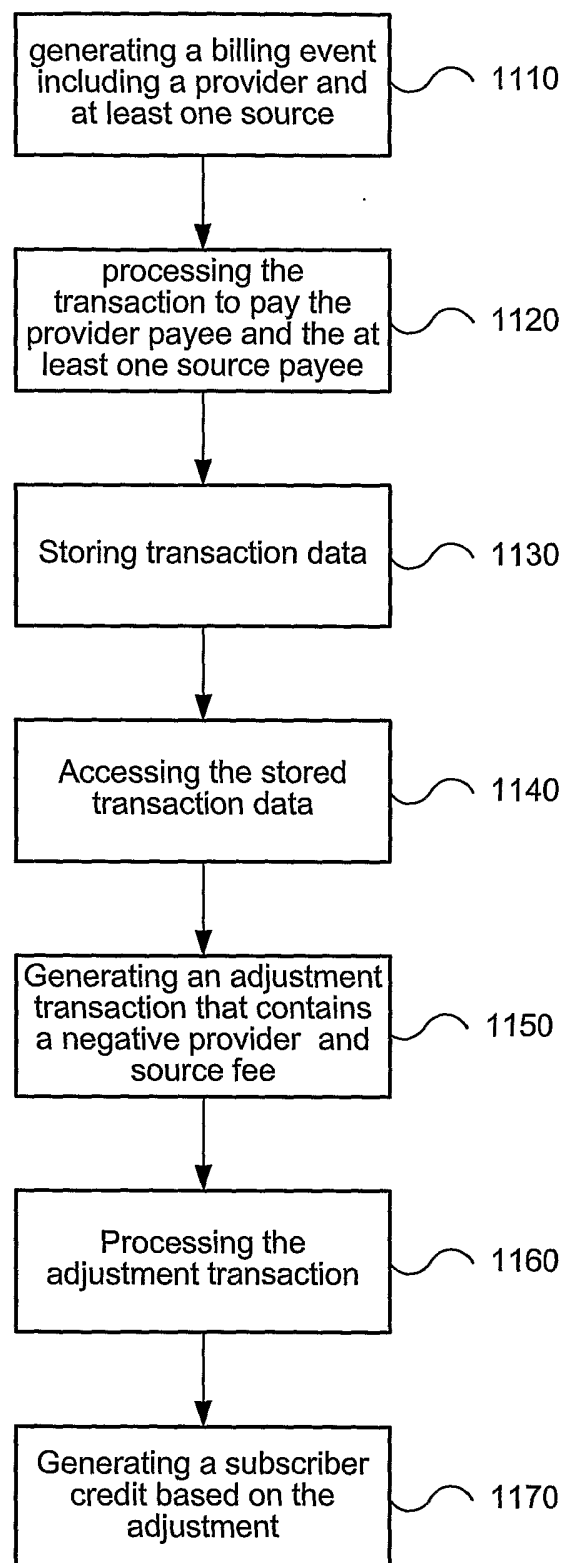 generating a billing event
including a provider and
at least one source
1110
processing the
transaction to pay the
provider payee and the at
least one source payee
1120
Storing transaction data
1130
Accessing the stored
transaction data
1140
Generating an adjustment
transaction that contains
a negative provider and
source fee
1150
Processing the
adjustment transaction
1160
Generating a subscriber
credit based on the
adjustment
1170